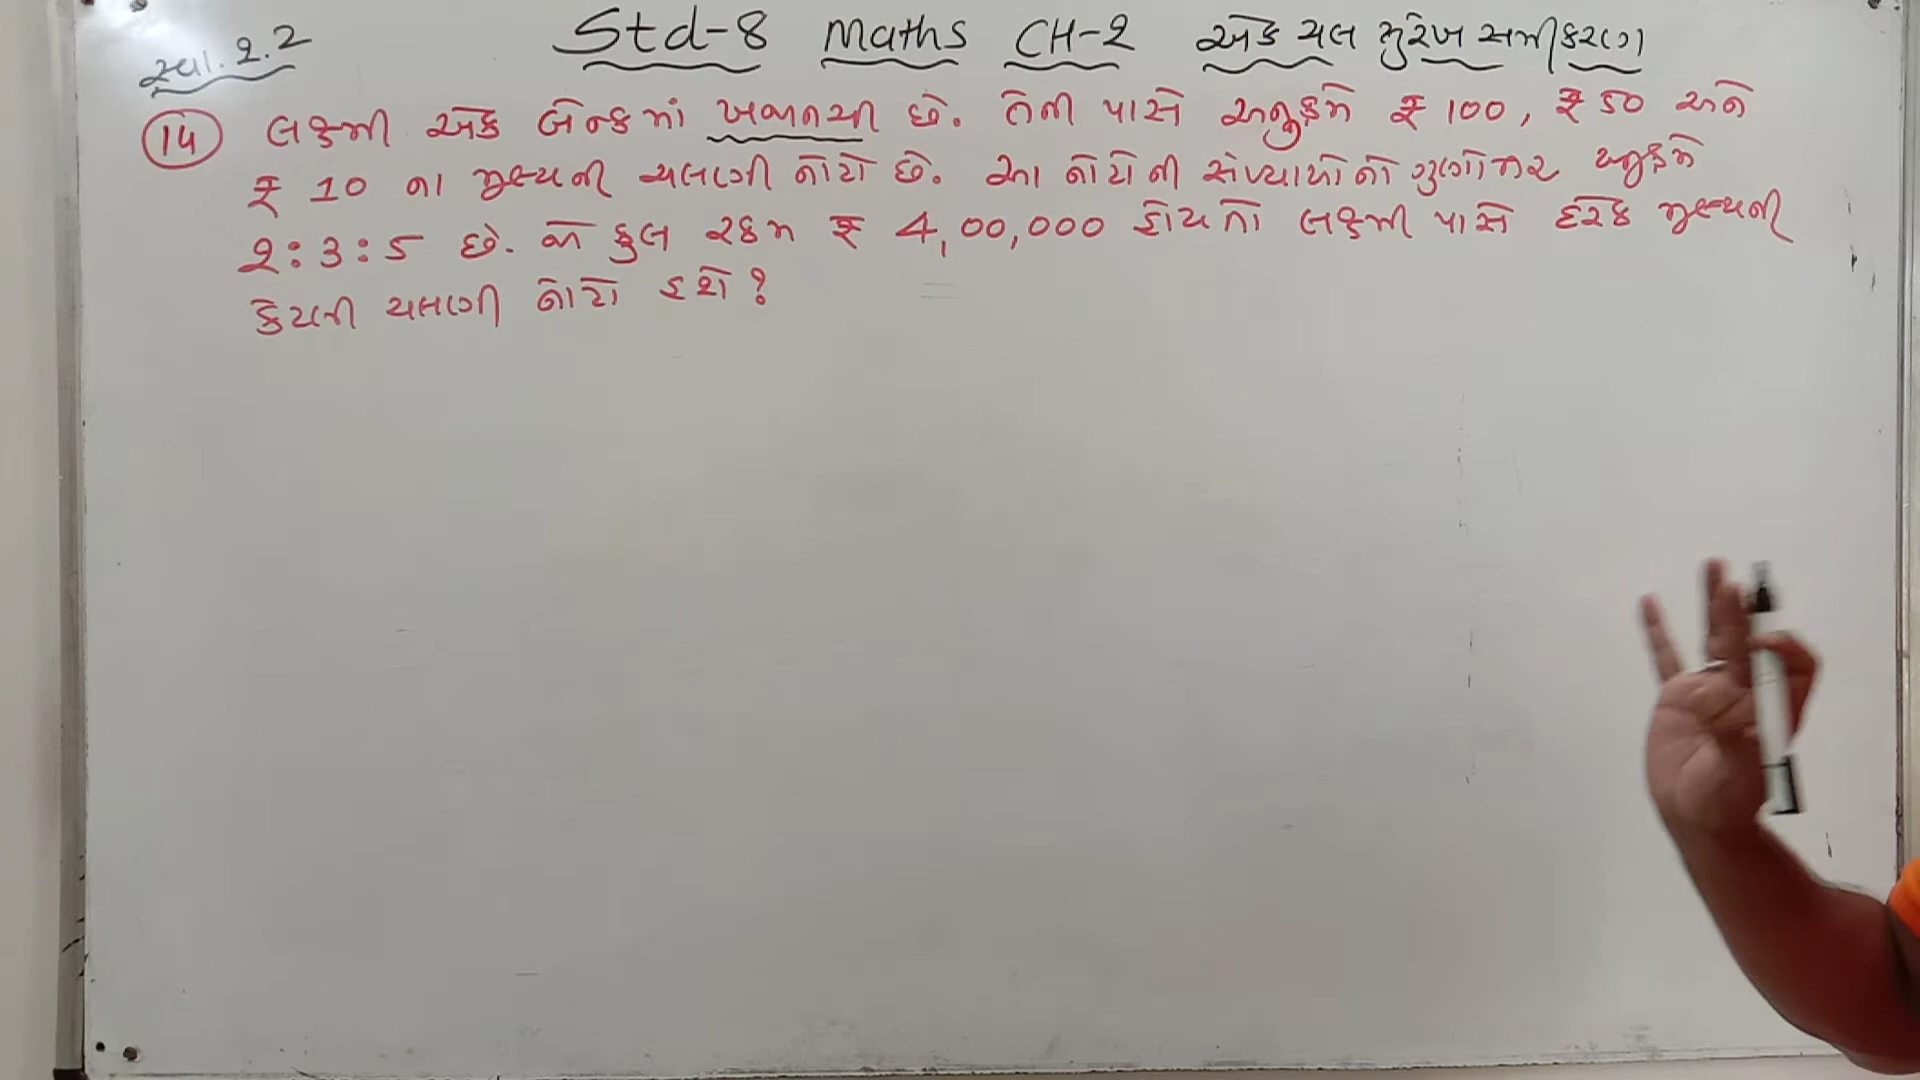 સ્વા. 2.2
Std-8 Maths CH-2 એક ચલ સુરેખ સમીકરણ
14 લક્ષ્મી એક બેન્કમાં ખજાનચી છે. તેની પાસે અનુક્રમે ₹ 100, ₹ 50 અને
₹ 10 ના મુલ્યની ચલણી નોટો છે. આ નોટોની સંખ્યાઓનો ગુણોત્તર અનુક્રમે
2:3:5 છે. જો કુલ રકમ ₹ 4,00,000 હોય તો લક્ષ્મી પાસે દરેક મુલ્યની
કેટલી ચલણી નોટો હશે?